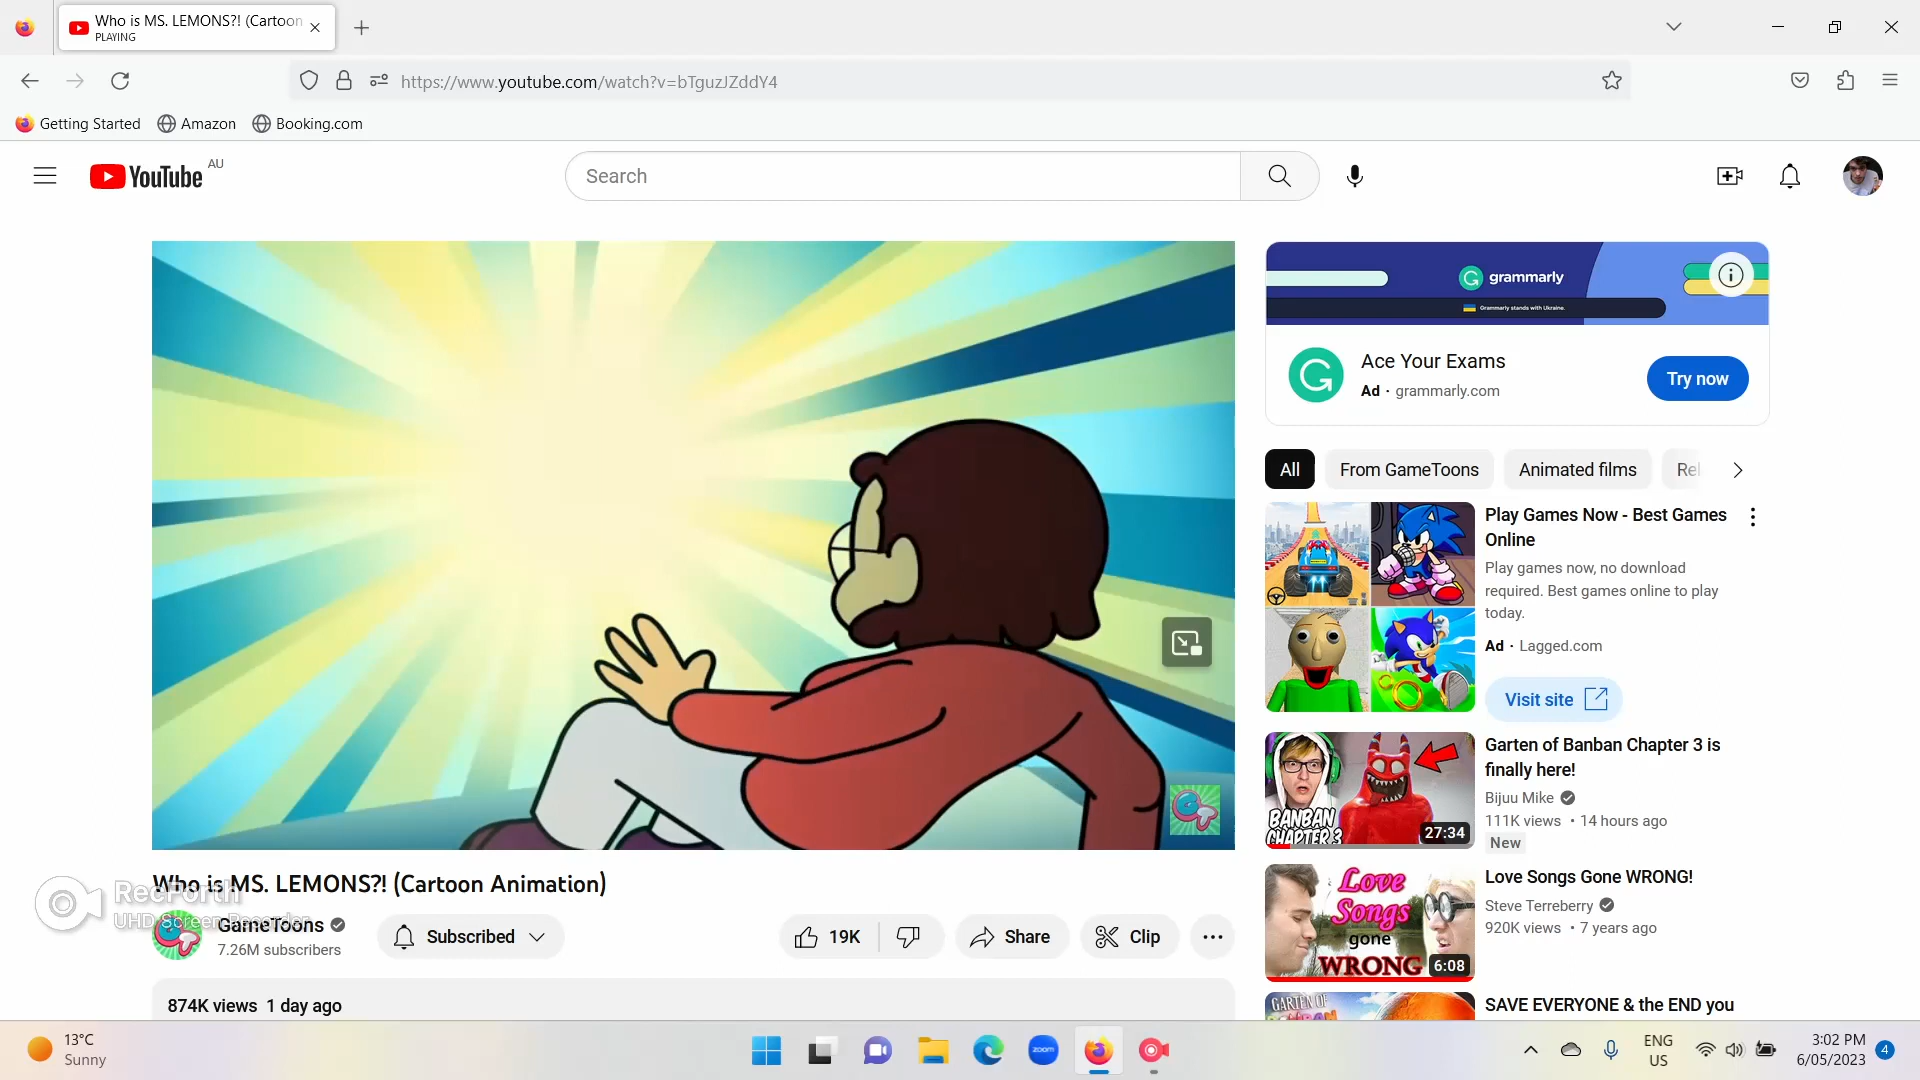 Who is MS. LEMONS?! (Cartoon
PLAYING
https://www.youtube.com/watch?v=bTguzJZddY4
Getting Started
Amazon
Booking.com
YouTube AU
Search
grammarly
Grammarly stands with Ukraine.
Ace Your Exams
Ad · grammarly.com
Try now
All
From GameToons
Animated films
Rel
Play Games Now - Best Games
Online
Play games now, no download
required. Best games online to play
today.
Ad · Lagged.com
Visit site
BANBAN
CHAPTER 3
27:34
Garten of Banban Chapter 3 is
finally here!
Bijuu Mike
111K views • 14 hours ago
New
Love
Songs
gone
WRONG
6:08
Love Songs Gone WRONG!
Steve Terreberry
920K views • 7 years ago
GARTEN OF
SAVE EVERYONE & the END you
Who is MS. LEMONS?! (Cartoon Animation)
RecForth
UHD Screen Recorder
GameToons
7.26M subscribers
Subscribed
19K
Share
Clip
874K views 1 day ago
13°C
Sunny
zoom
ENG
US
3:02 PM
6/05/2023
4